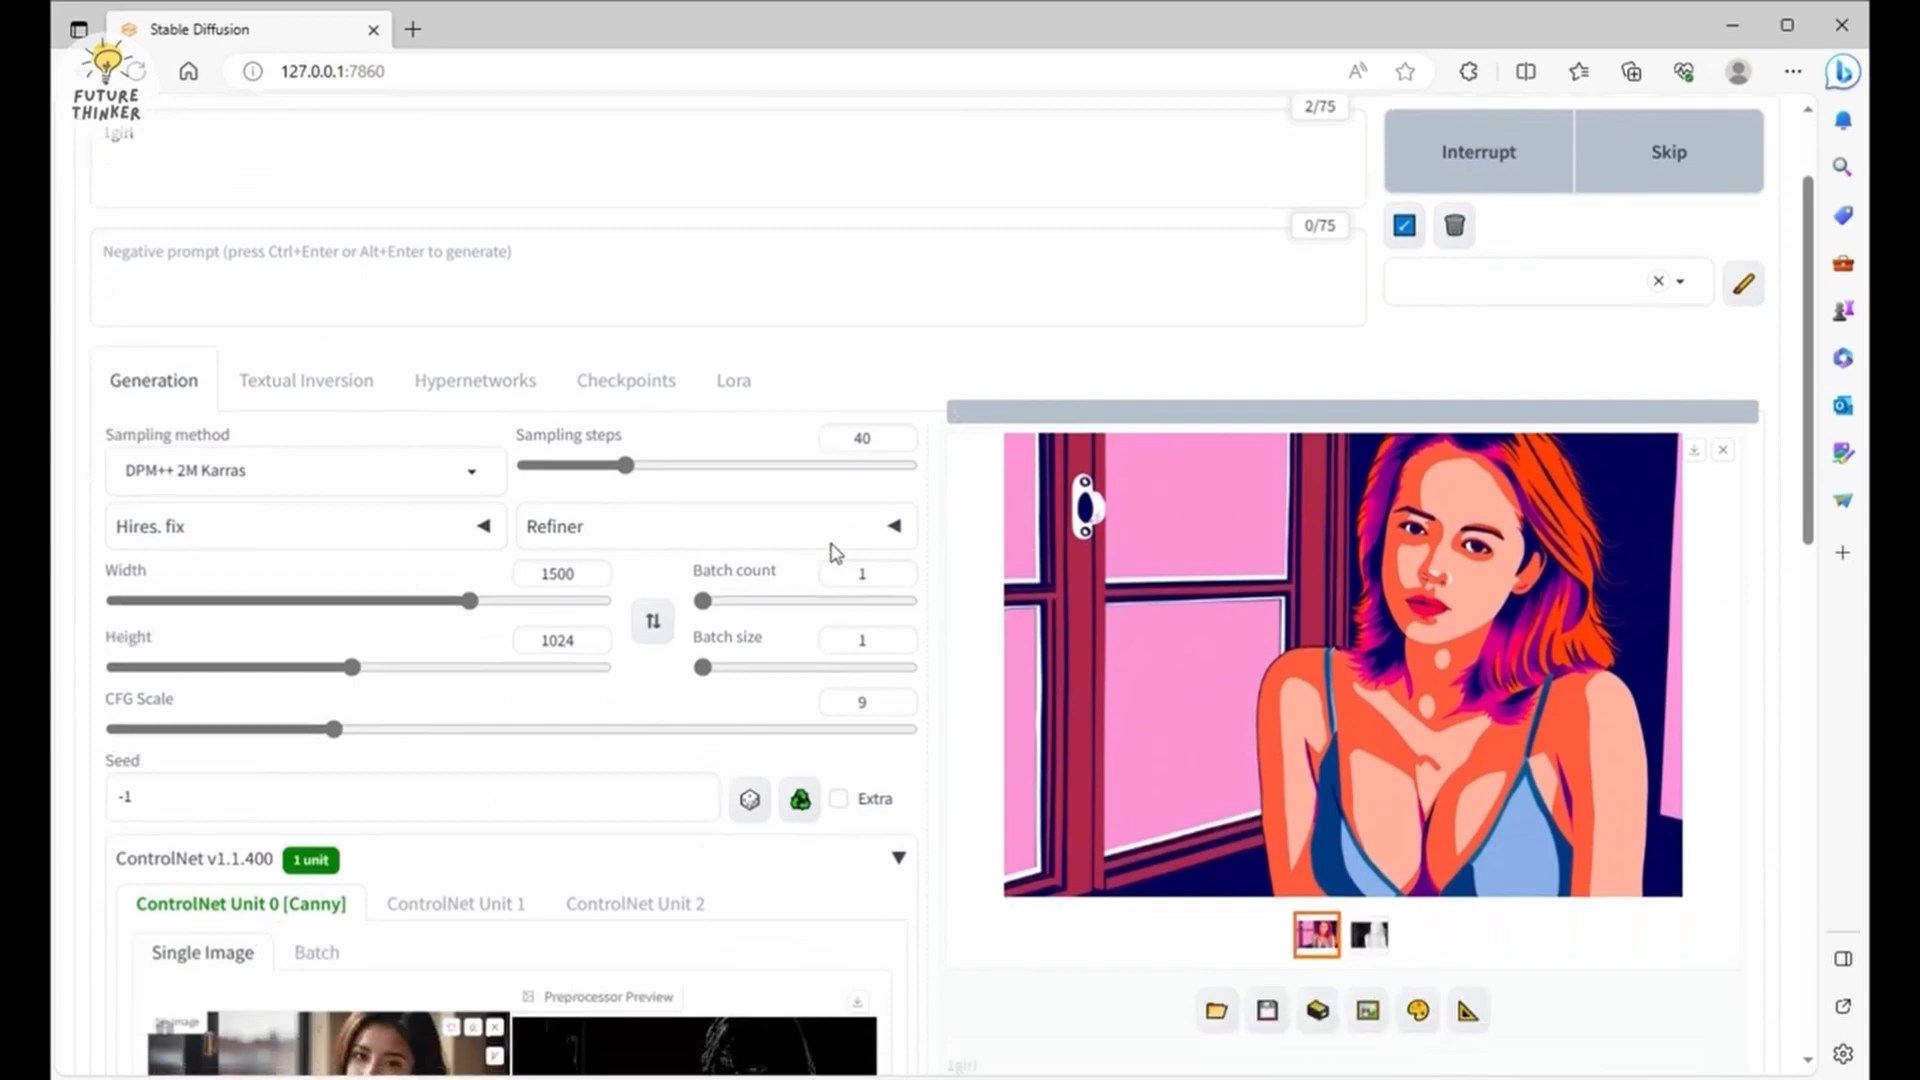 Stable Diffusion
127.0.0.1:7860
FUTURE
THINKER
1girl
2/75
Interrupt
Skip
0/75
Negative prompt (press Ctrl+Enter or Alt+Enter to generate)
Generation
Textual Inversion
Hypernetworks
Checkpoints
Lora
Sampling method
Sampling steps
40
DPM++ 2M Karras
Hires. fix
Refiner
Width
1500
Batch count
1
Height
1024
Batch size
1
CFG Scale
9
Seed
-1
Extra
ControlNet v1.1.400
1 unit
ControlNet Unit 0 [Canny]
ControlNet Unit 1
ControlNet Unit 2
Single Image
Batch
Preprocessor Preview
Image
1girl